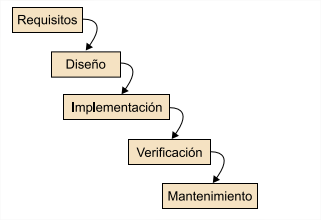 Requisitos
Diseño
Implementación
Verificación
Mantenimiento